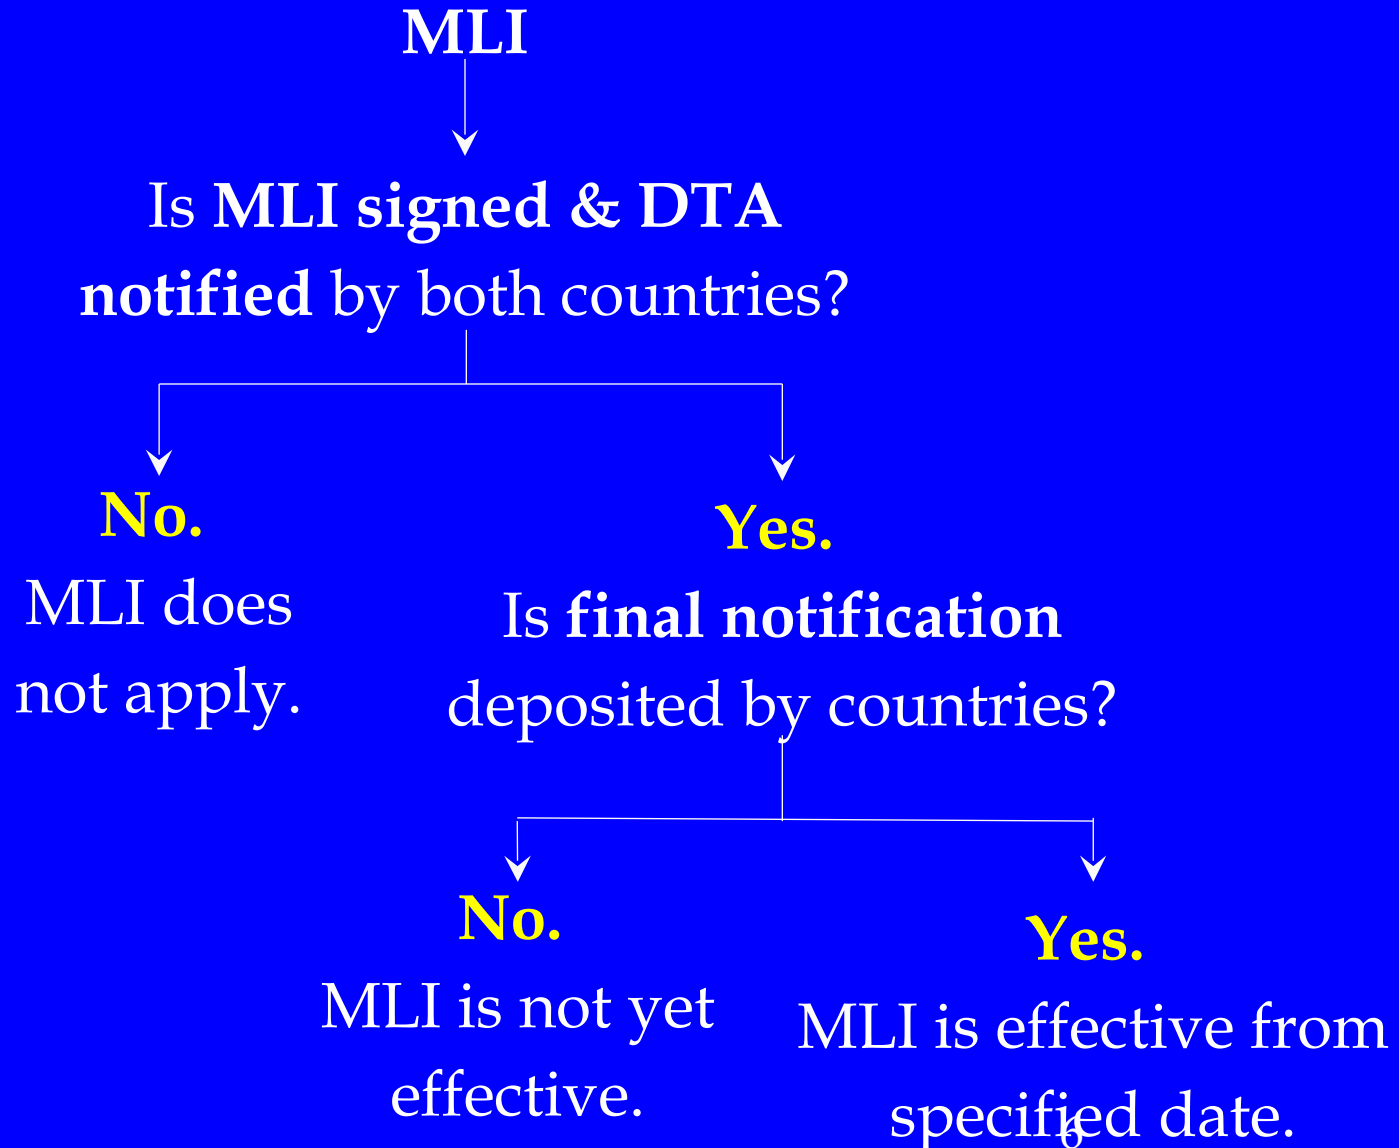 MLI
Is MLI signed & DTA
notified by both countries?
No.
MLI does
not apply.
Yes.
Is final notification
deposited by countries?
No.
MLI is not yet
effective.
Yes.
MLI is effective from
specified date.
6